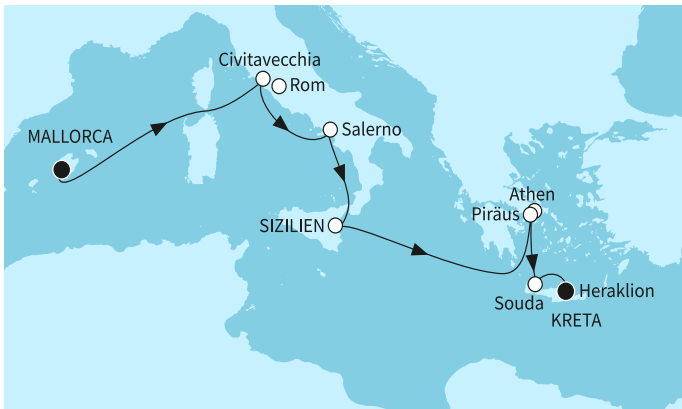 Civitavecchia
Rom
MALLORCA
Salerno
Athen
Piräus
SIZILIEN
Heraklion
Souda
KRETA